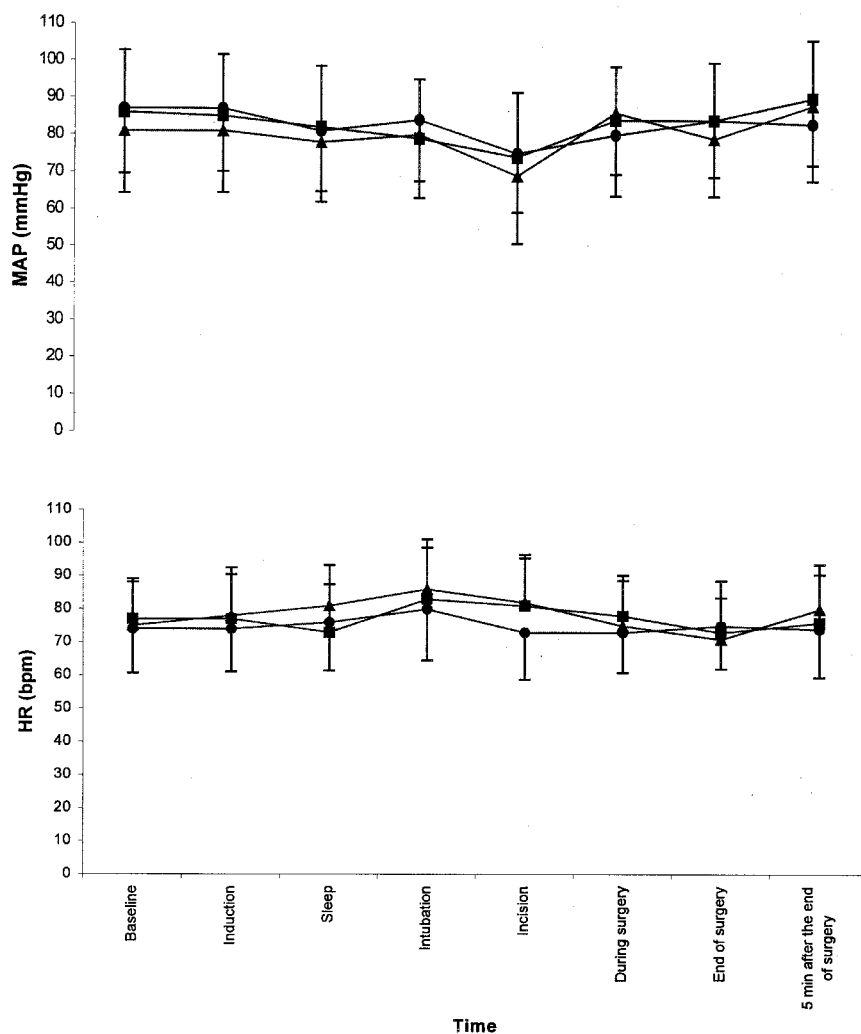 110
100
90
80
70
60
50
40
30
20
10
0
MAP (mmHg)
110
100
90
80
70
60
50
40
30
20
10
0
HR (bpm)
Baseline
Induction
Sleep
Intubation
Incision
During surgery
End of surgery
5 min after the end
of surgery
Time